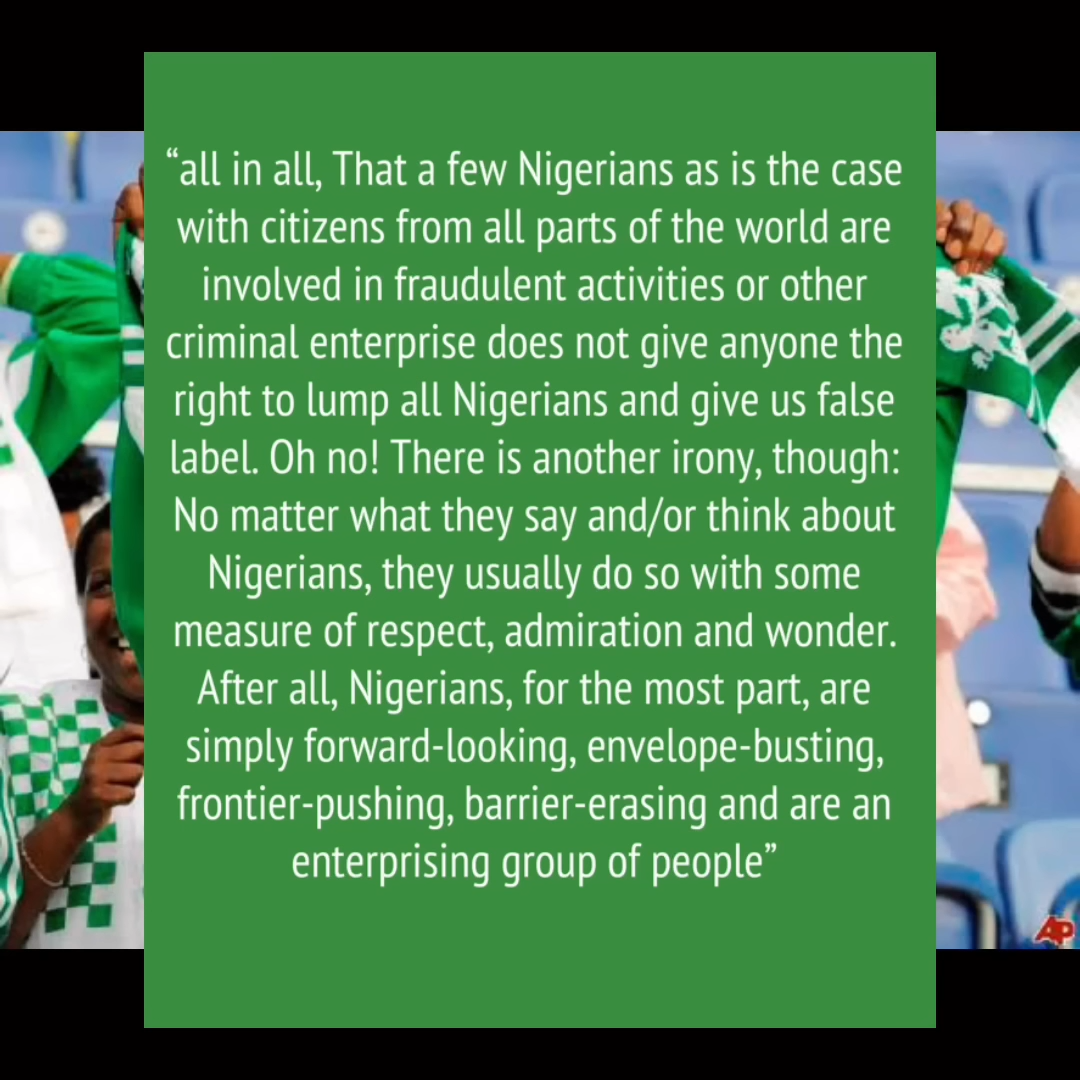 “all in all, That a few Nigerians as is the case
with citizens from all parts of the world are
involved in fraudulent activities or other
criminal enterprise does not give anyone the
right to lump all Nigerians and give us false
label. Oh no! There is another irony, though:
No matter what they say and/or think about
Nigerians, they usually do so with some
measure of respect, admiration and wonder.
After all, Nigerians, for the most part, are
simply forward-looking, envelope-busting,
frontier-pushing, barrier-erasing and are an
enterprising group of people”
AP